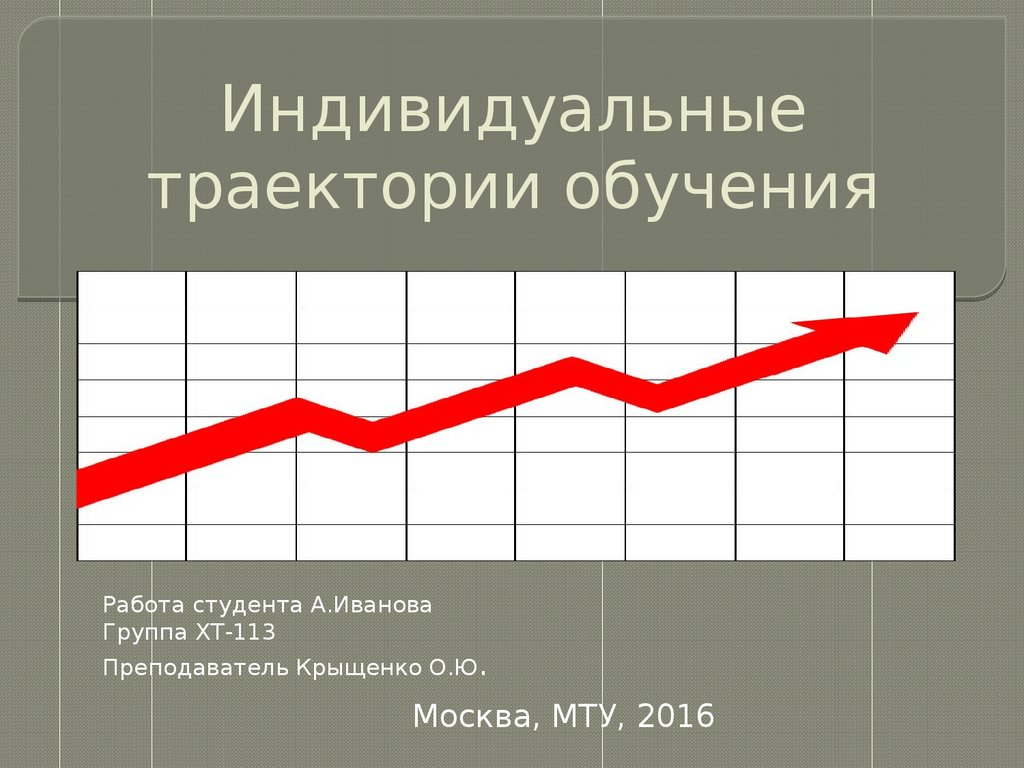 Индивидуальные
траектории обучения
Работа студента А.Иванова
Группа ХТ-113
Преподаватель Крыщенко О.Ю.
Москва, МТУ, 2016